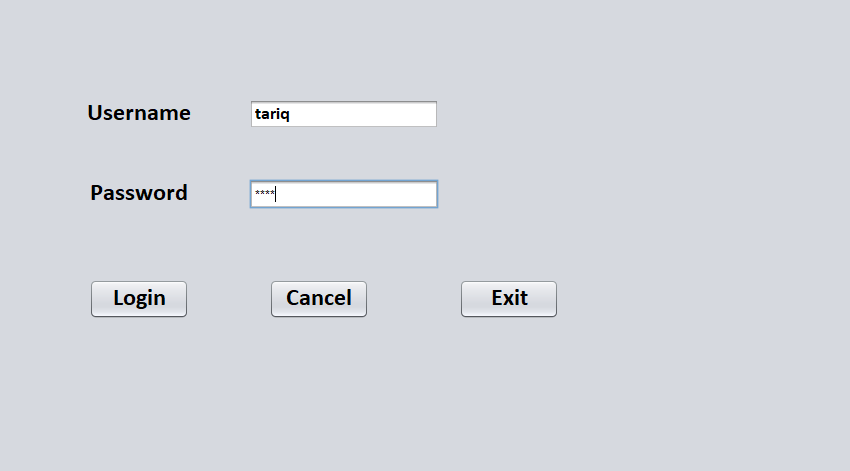 Username tariq
Password ****
Login Cancel Exit